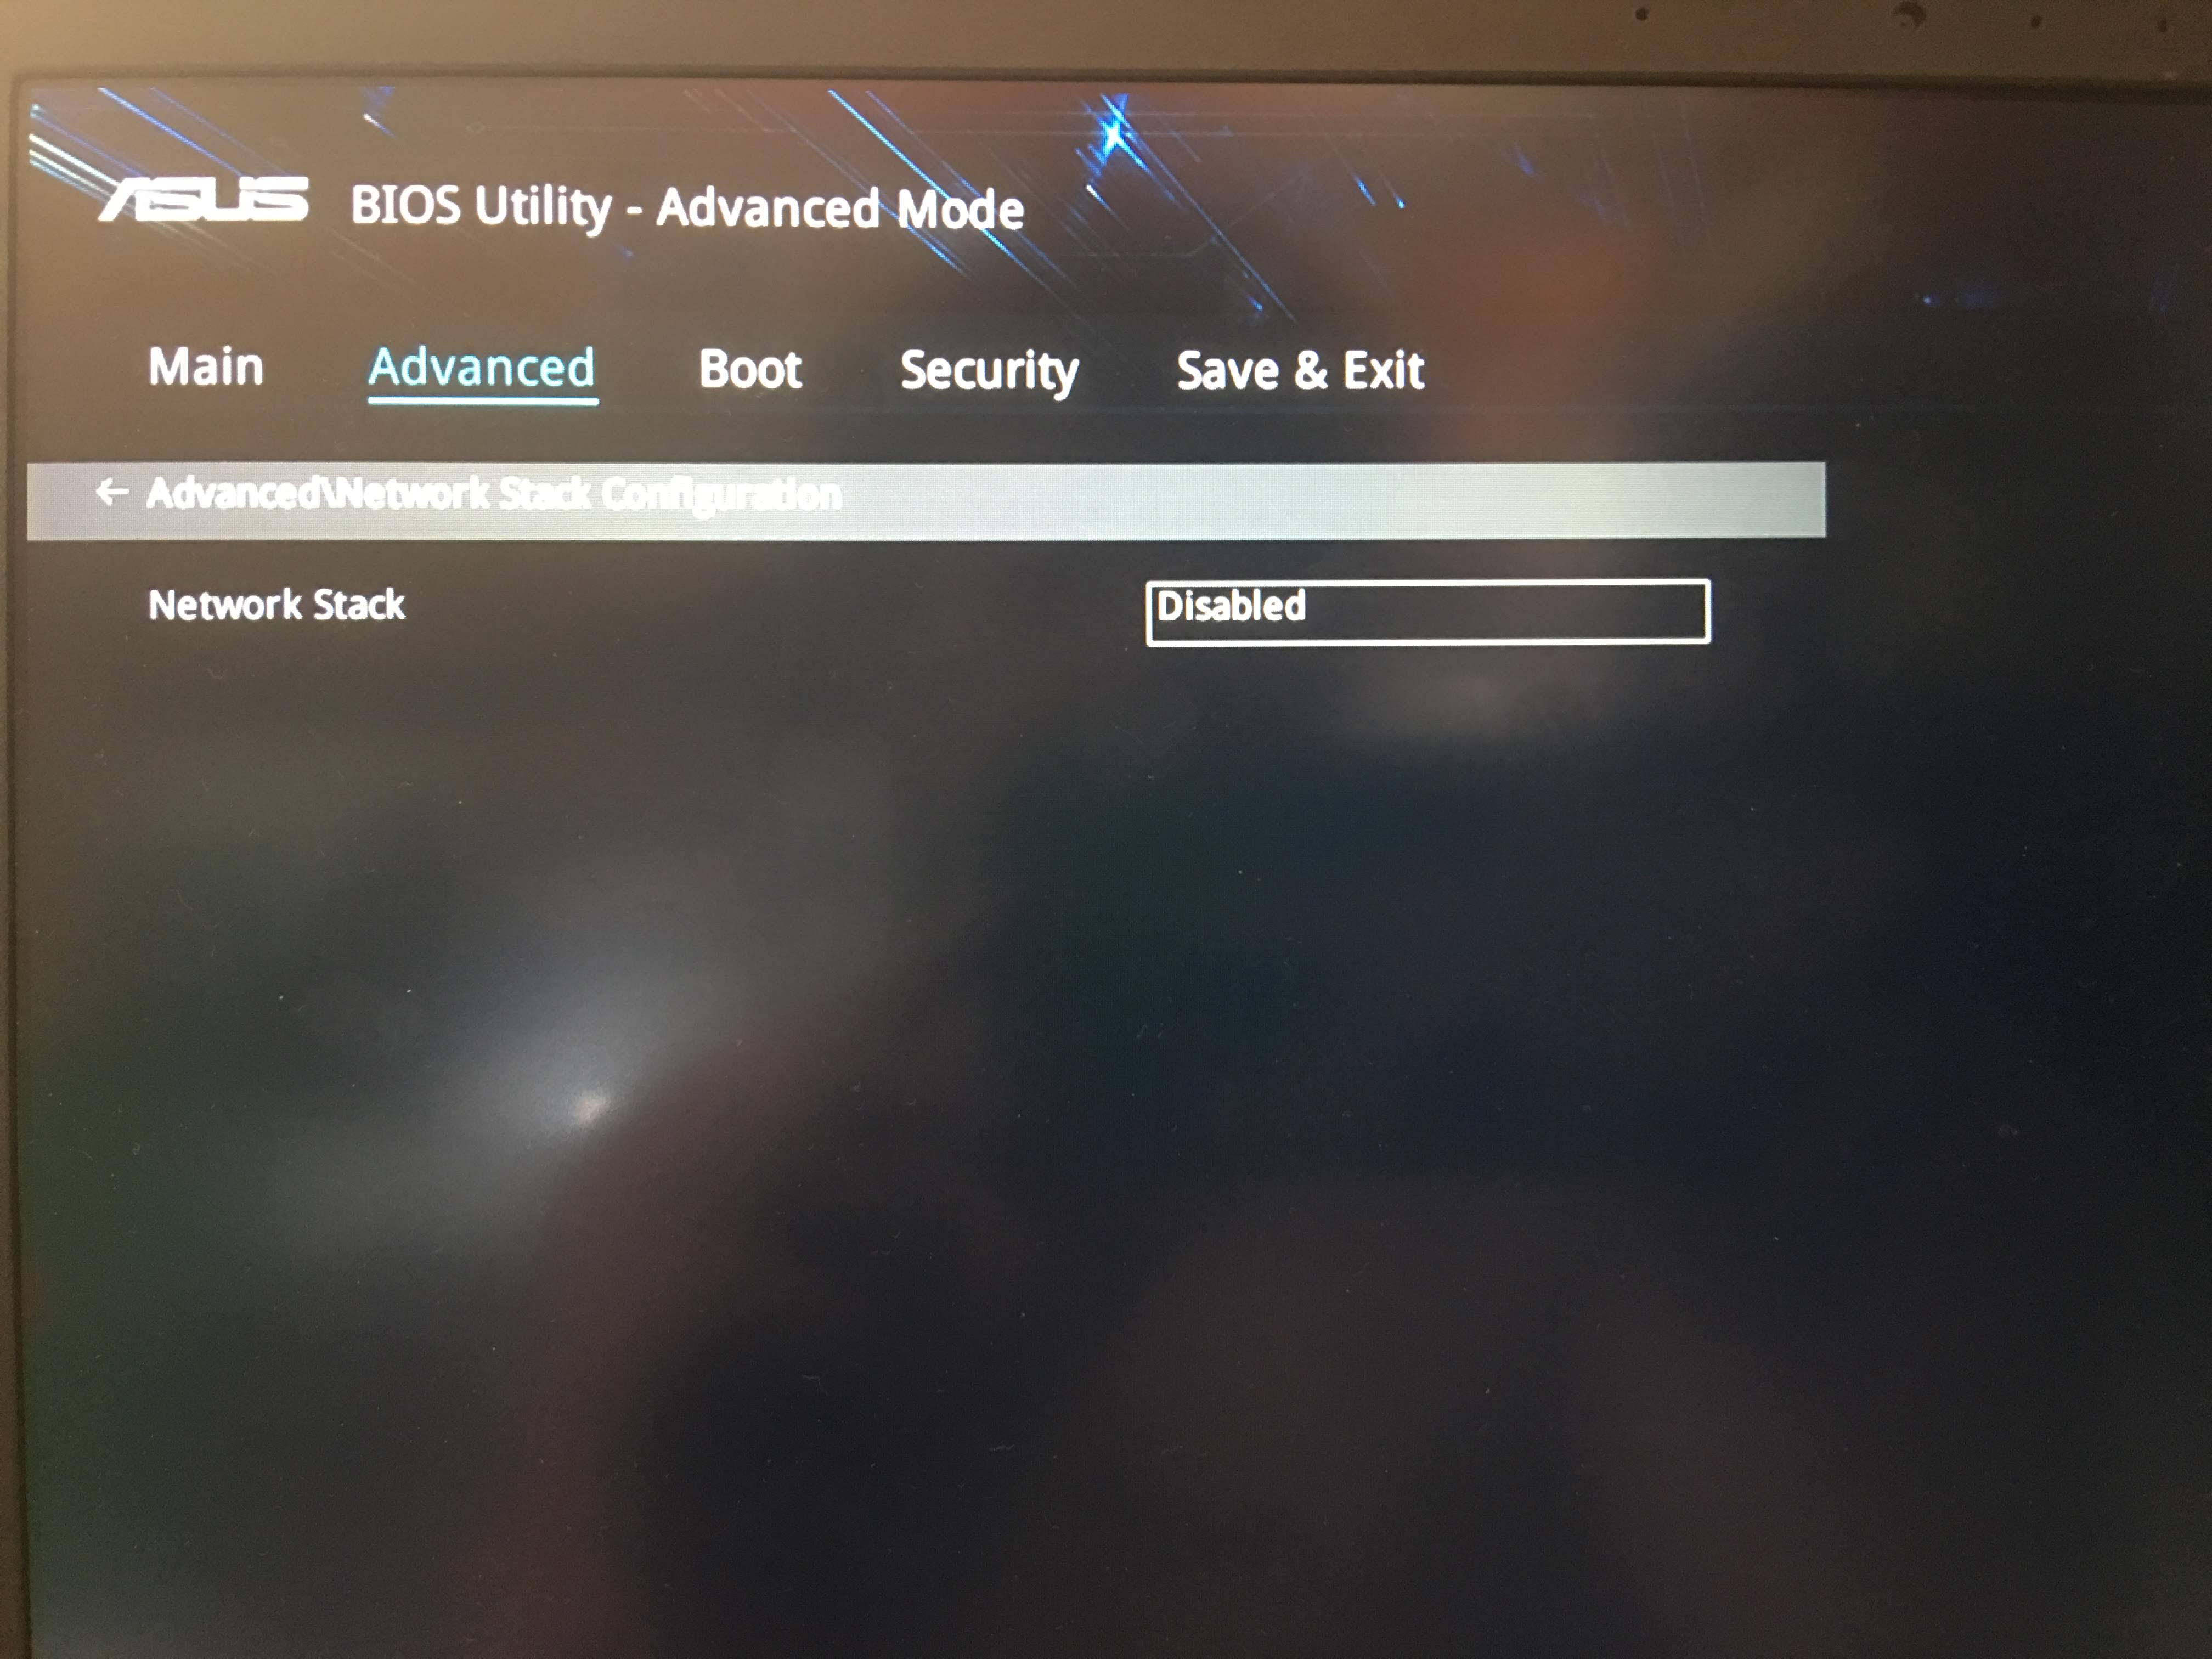 ASUS BIOS Utility - Advanced Mode
Main Advanced Boot Security Save & Exit
← Advanced\Network Stack Configuration
Network Stack Disabled